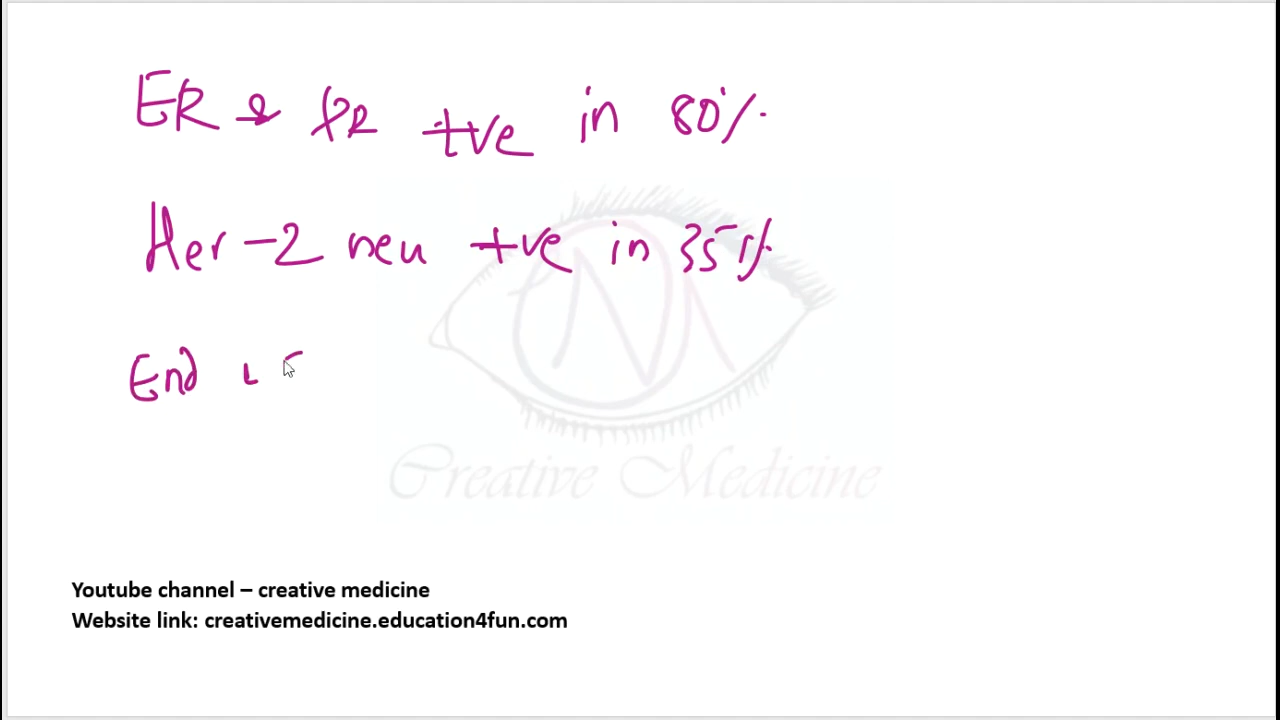 ER & PR +ve in 80%.
Her-2 neu +ve in 35%
End
Creative Medicine
Youtube channel – creative medicine
Website link: creativemedicine.education4fun.com